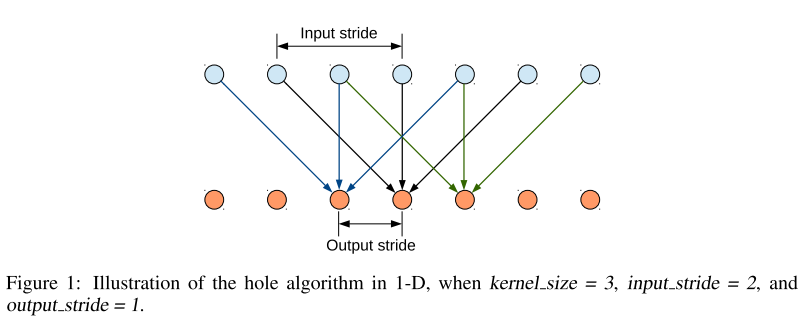 Input stride
Output stride
Figure 1: Illustration of the hole algorithm in 1-D, when kernel_size = 3, input_stride = 2, and
output_stride = 1.